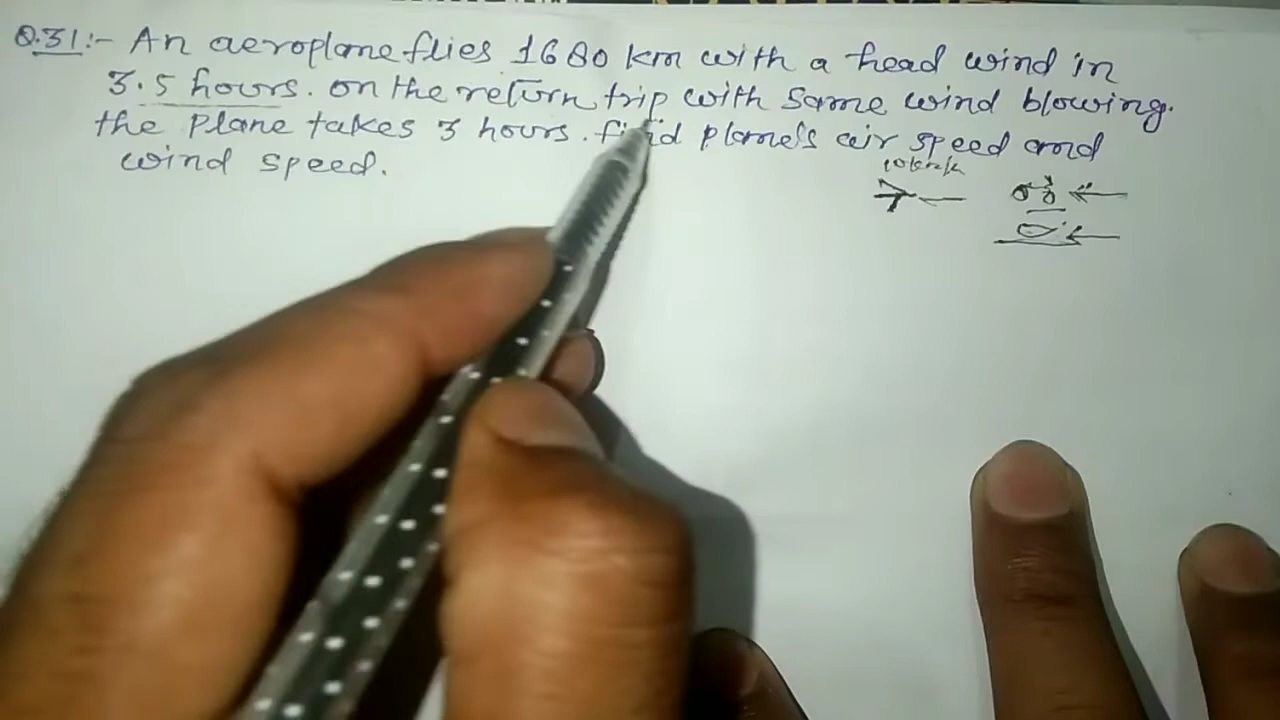 Q.31:- An aeroplane flies 1680 km with a head wind in
3.5 hours. on the return trip with same wind blowing.
the plane takes 3 hours. find plane's air speed and
wind speed.